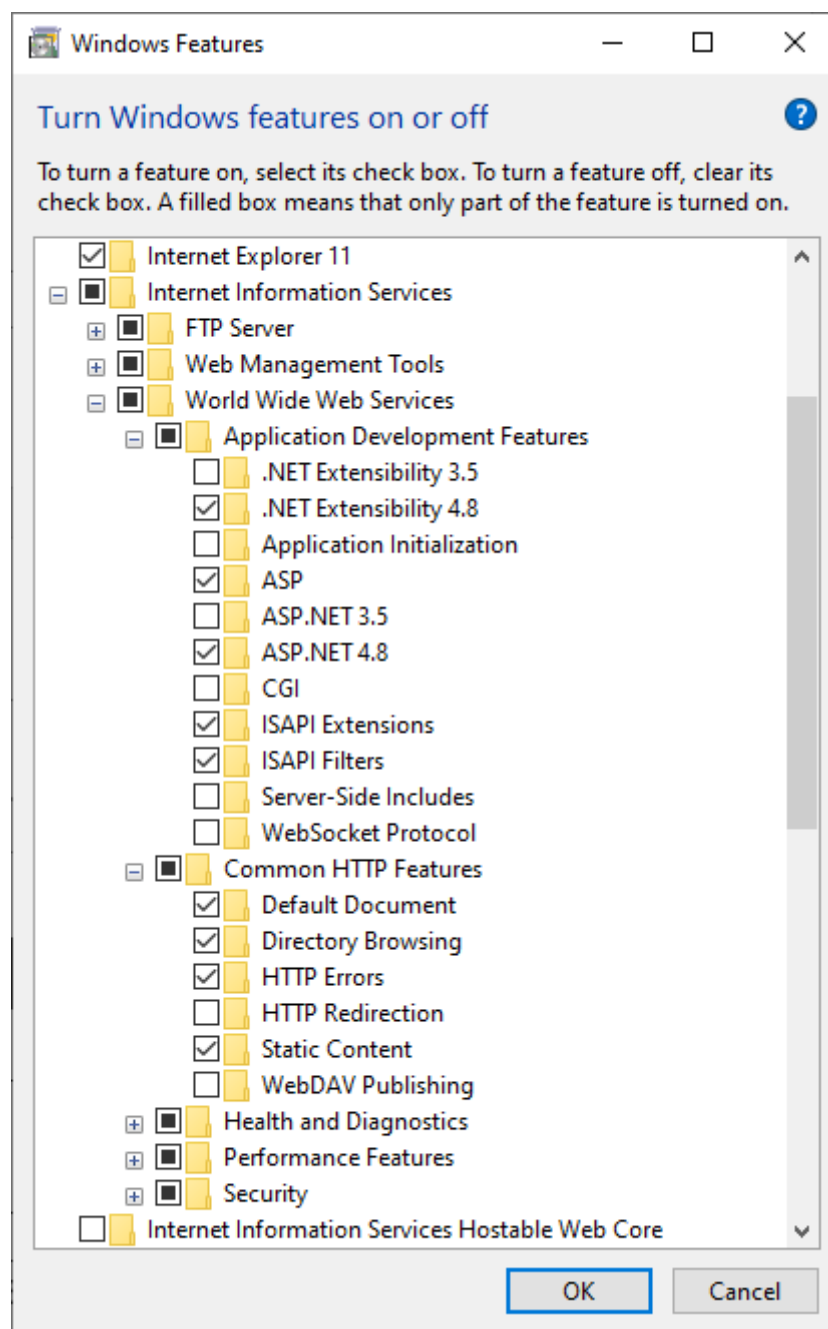 Windows Features
Turn Windows features on or off
To turn a feature on, select its check box. To turn a feature off, clear its
check box. A filled box means that only part of the feature is turned on.
Internet Explorer 11
Internet Information Services
FTP Server
Web Management Tools
World Wide Web Services
Application Development Features
.NET Extensibility 3.5
.NET Extensibility 4.8
Application Initialization
ASP
ASP.NET 3.5
ASP.NET 4.8
CGI
ISAPI Extensions
ISAPI Filters
Server-Side Includes
WebSocket Protocol
Common HTTP Features
Default Document
Directory Browsing
HTTP Errors
HTTP Redirection
Static Content
WebDAV Publishing
Health and Diagnostics
Performance Features
Security
Internet Information Services Hostable Web Core
OK Cancel